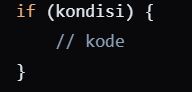 if (kondisi) {
    // kode
}